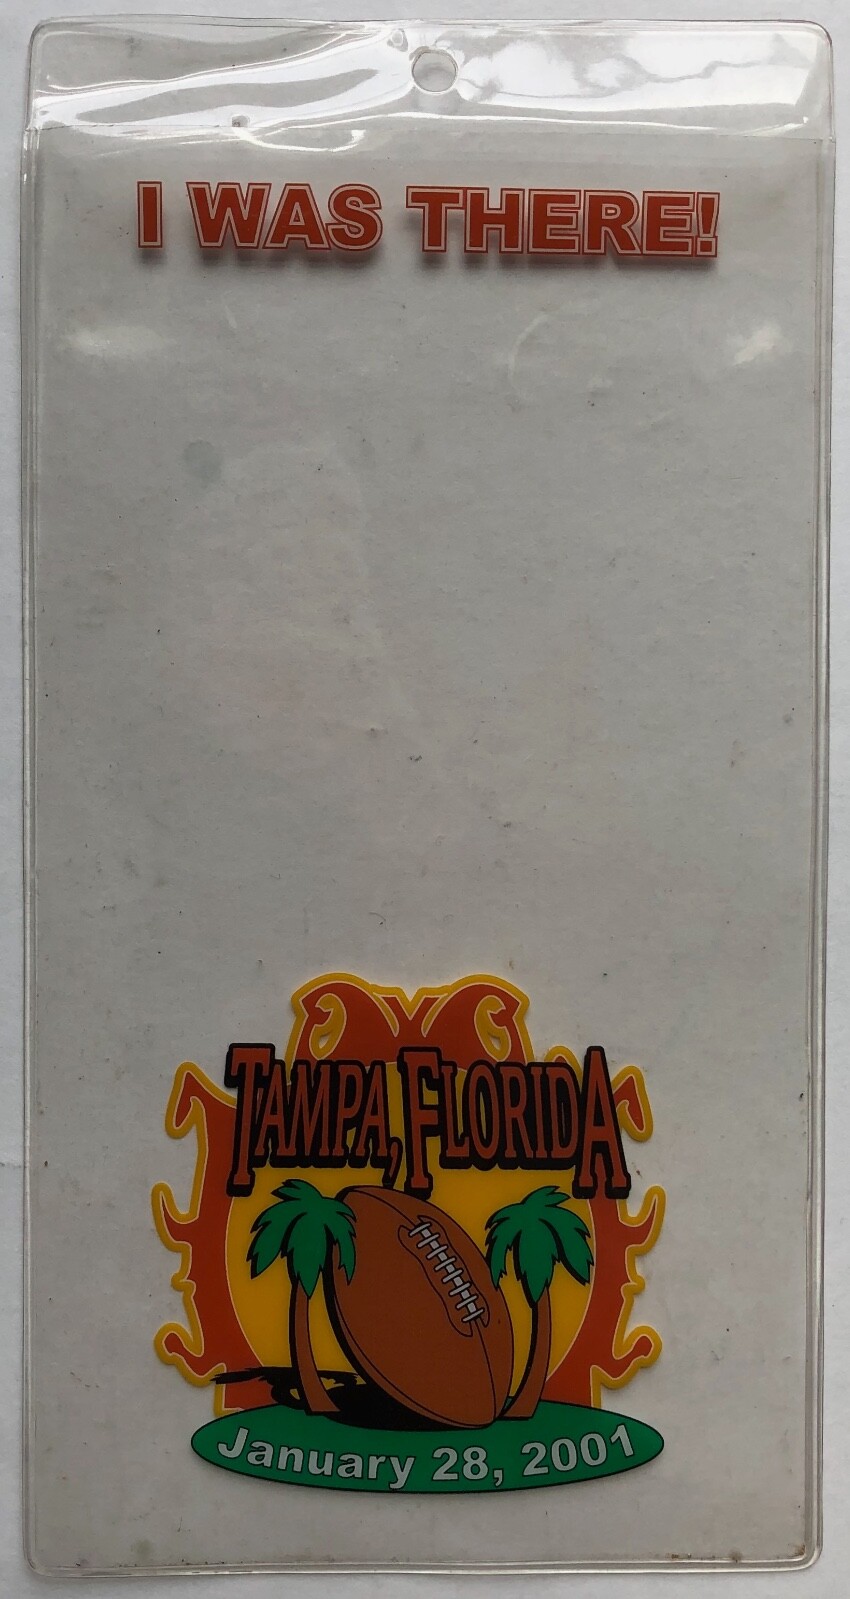 I WAS THERE!
TAMPA, FLORIDA
January 28, 2001